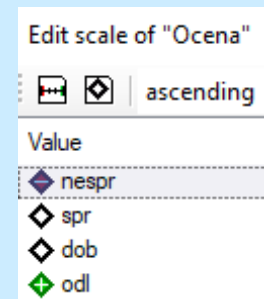 Edit scale of "Ocena"
ascending
Value
nespr
spr
dob
odl